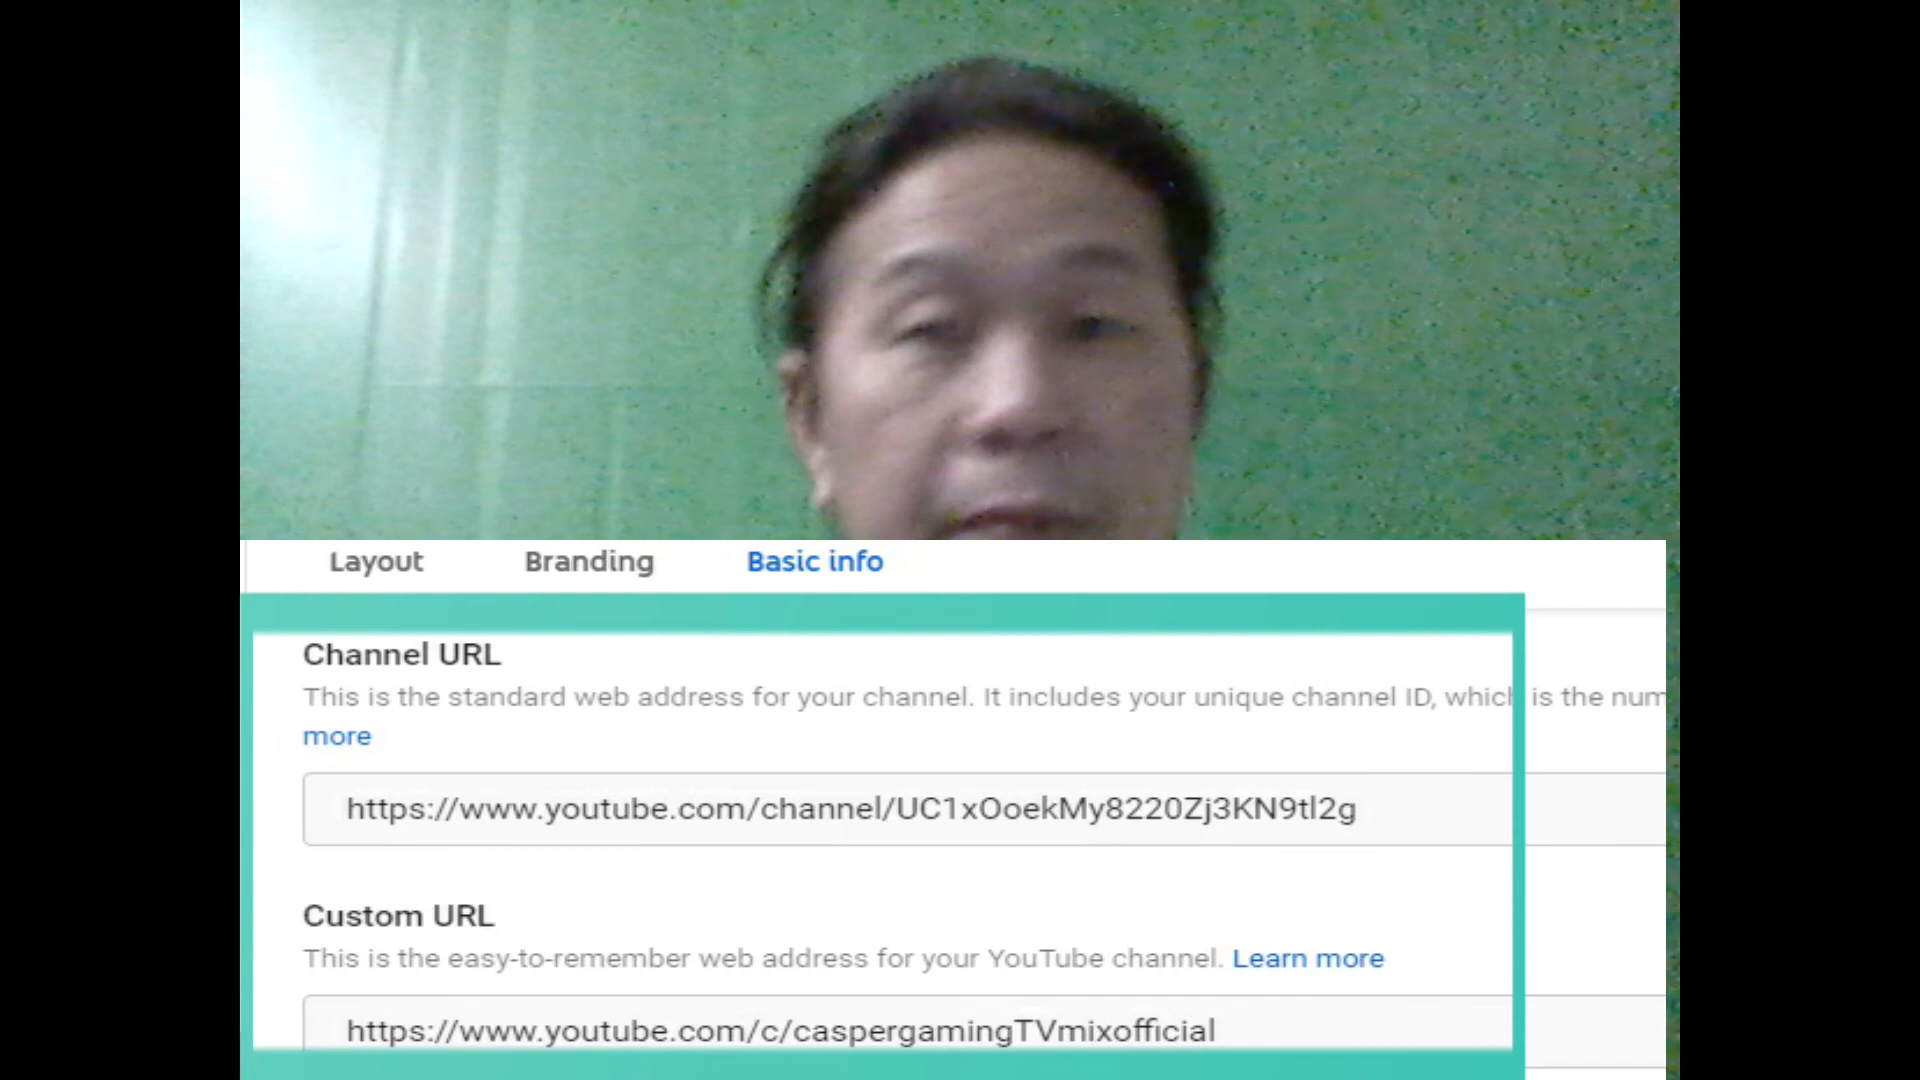 Layout Branding Basic info
Channel URL
This is the standard web address for your channel. It includes your unique channel ID, which is the num
more
https://www.youtube.com/channel/UC1xOoekMy8220Zj3KN9tl2g
Custom URL
This is the easy-to-remember web address for your YouTube channel. Learn more
https://www.youtube.com/c/caspergamingTVmixofficial